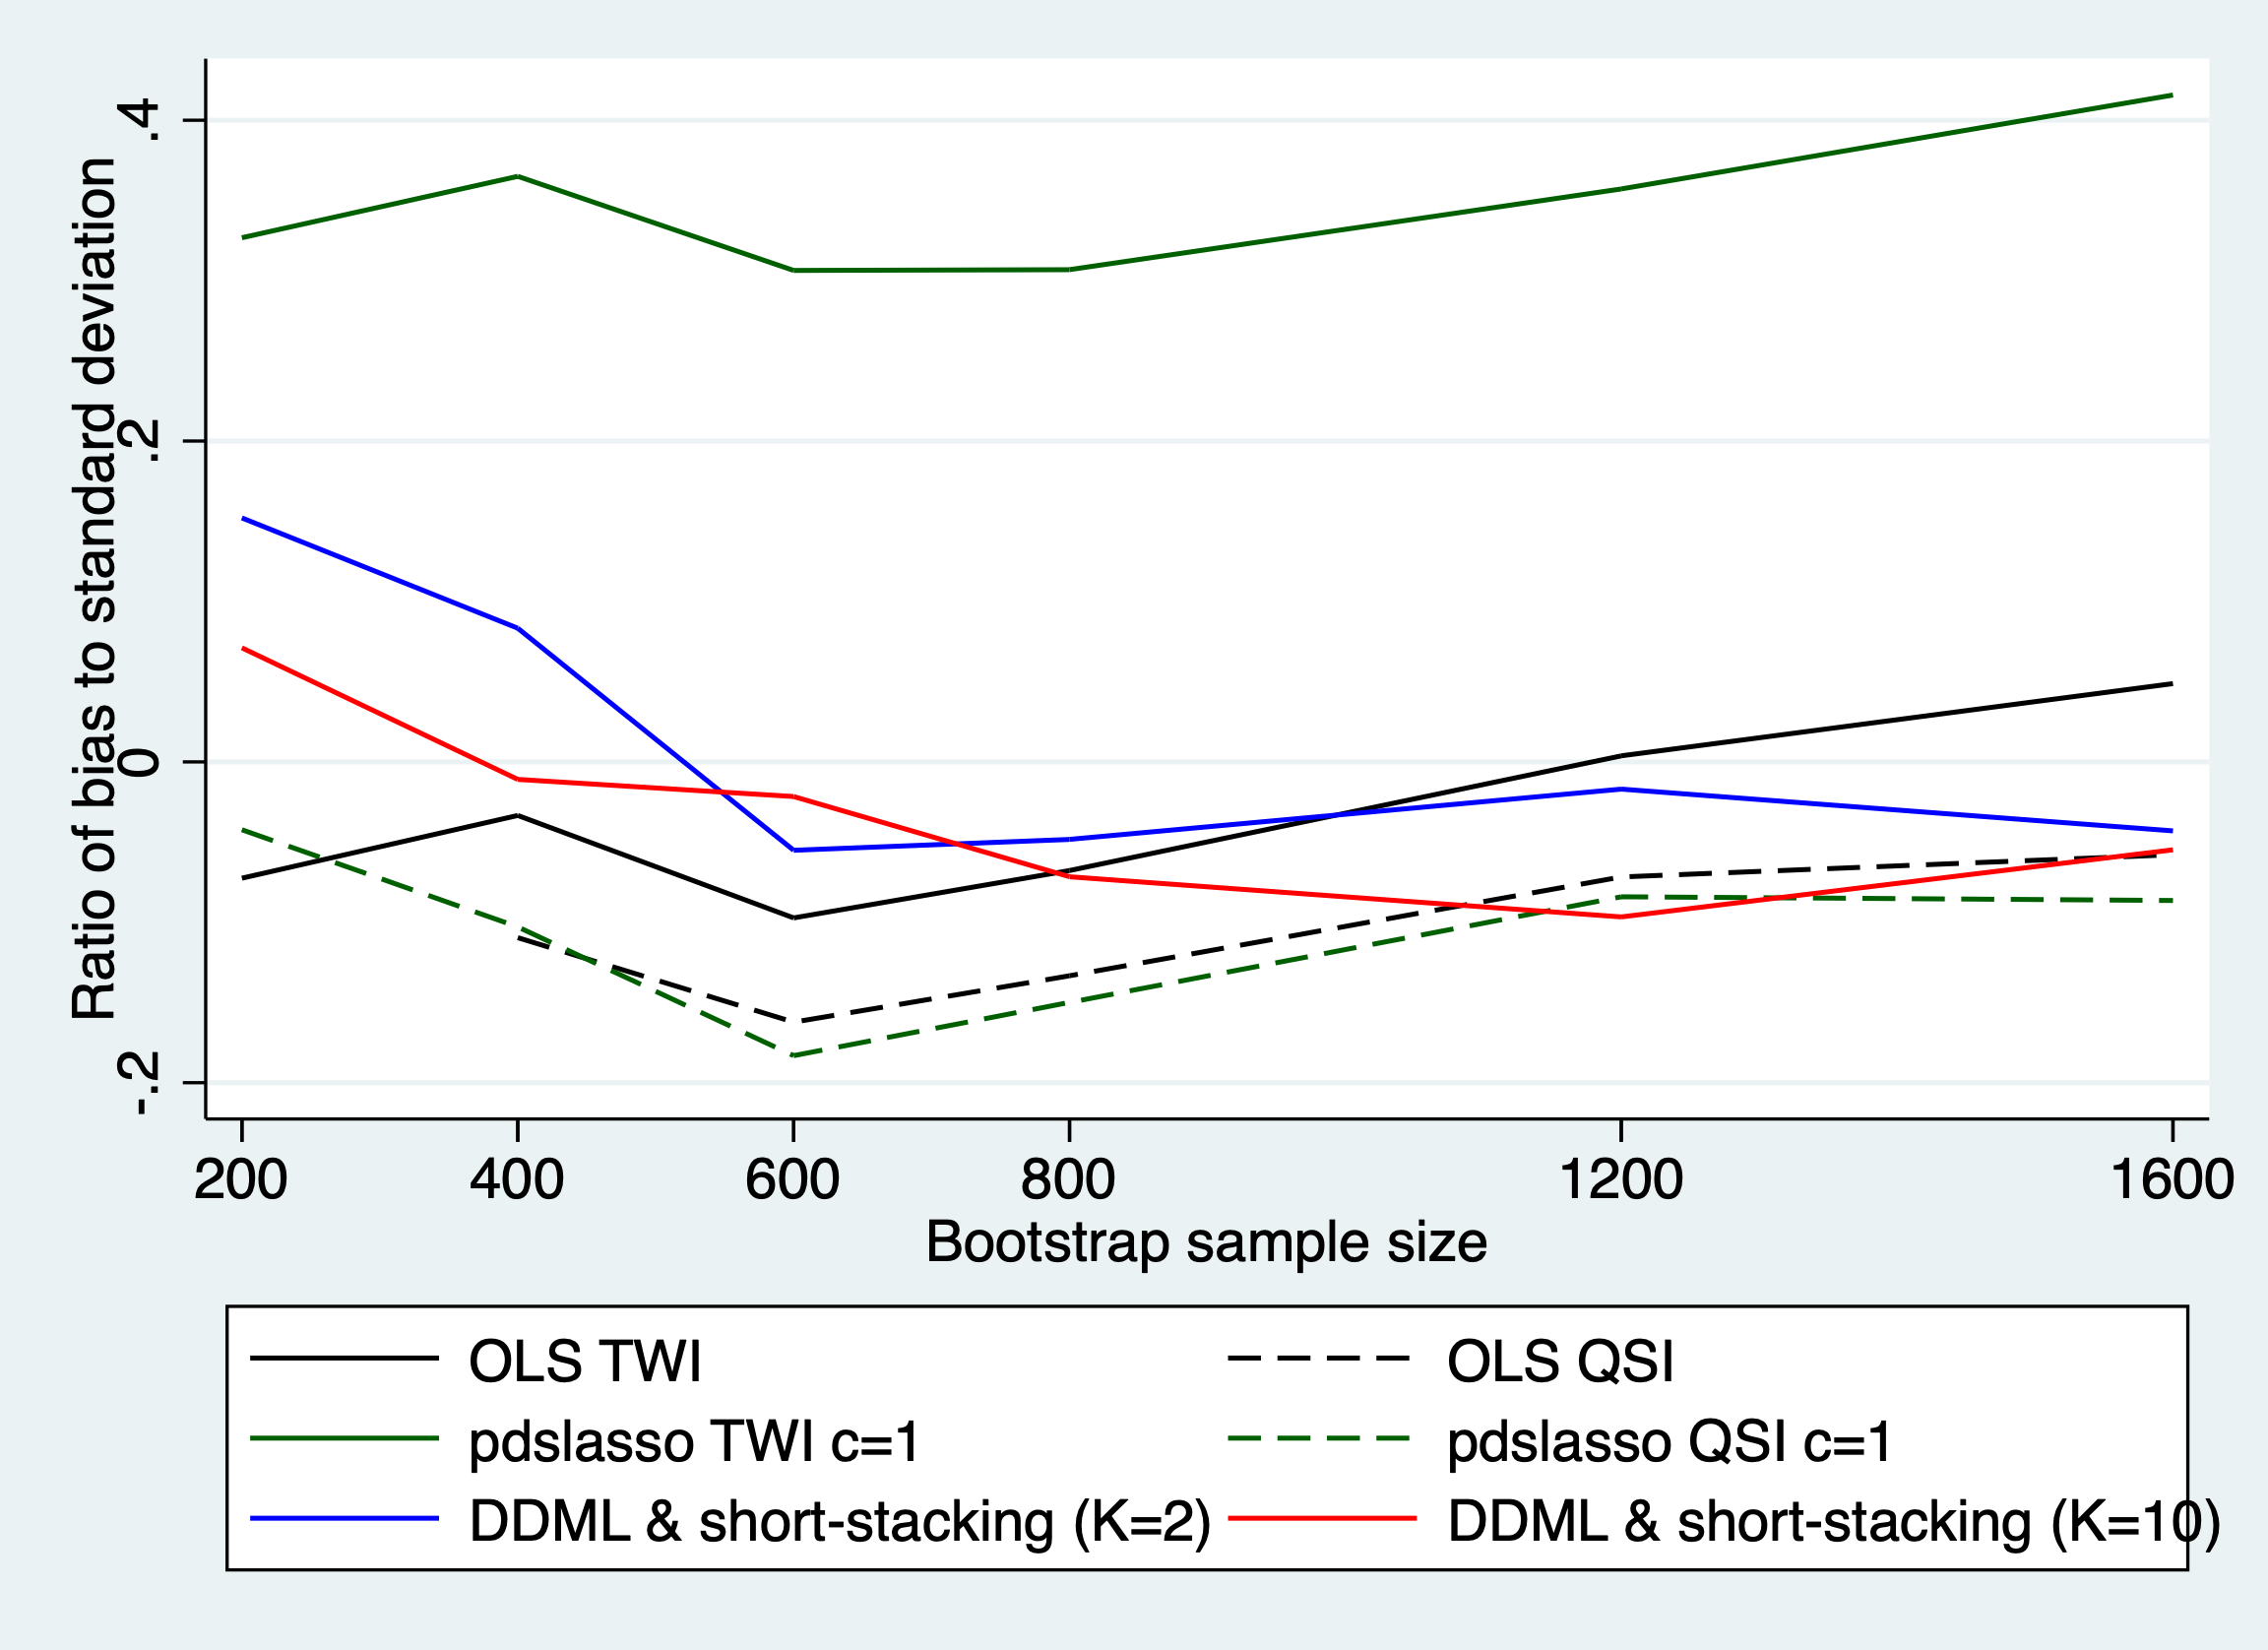 Ratio of bias to standard deviation
.4
.2
0
-.2
200 400 600 800 1200 1600
Bootstrap sample size
OLS TWI OLS QSI
pdslasso TWI c=1 pdslasso QSI c=1
DDML & short-stacking (K=2) DDML & short-stacking (K=10)